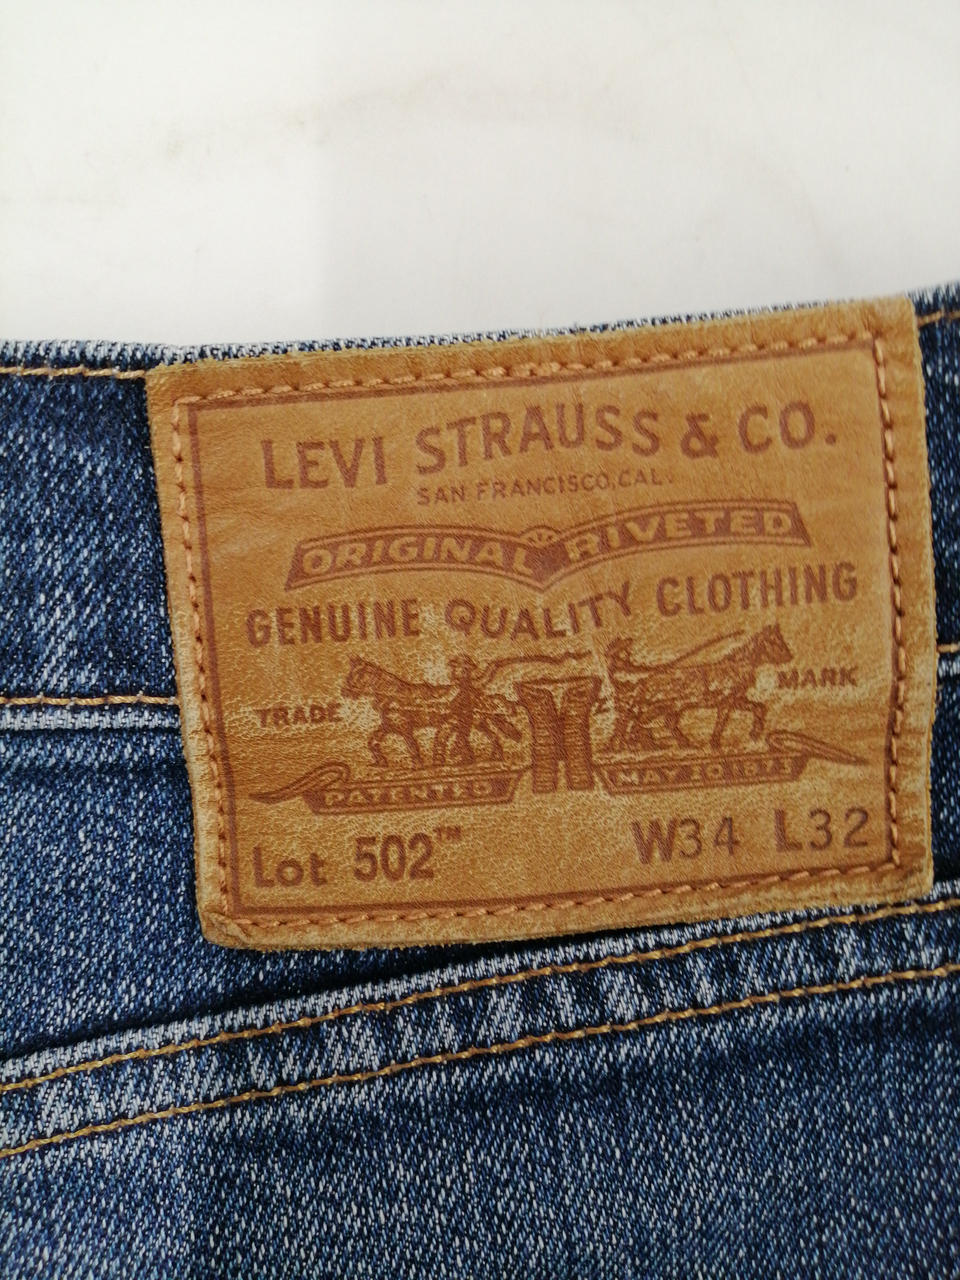 LEVI STRAUSS & CO.
SAN FRANCISCO, CAL.
ORIGINAL RIVETED
GENUINE QUALITY CLOTHING
TRADE MARK
PATENTED MAY 20 1873
Lot 502™ W34 L32